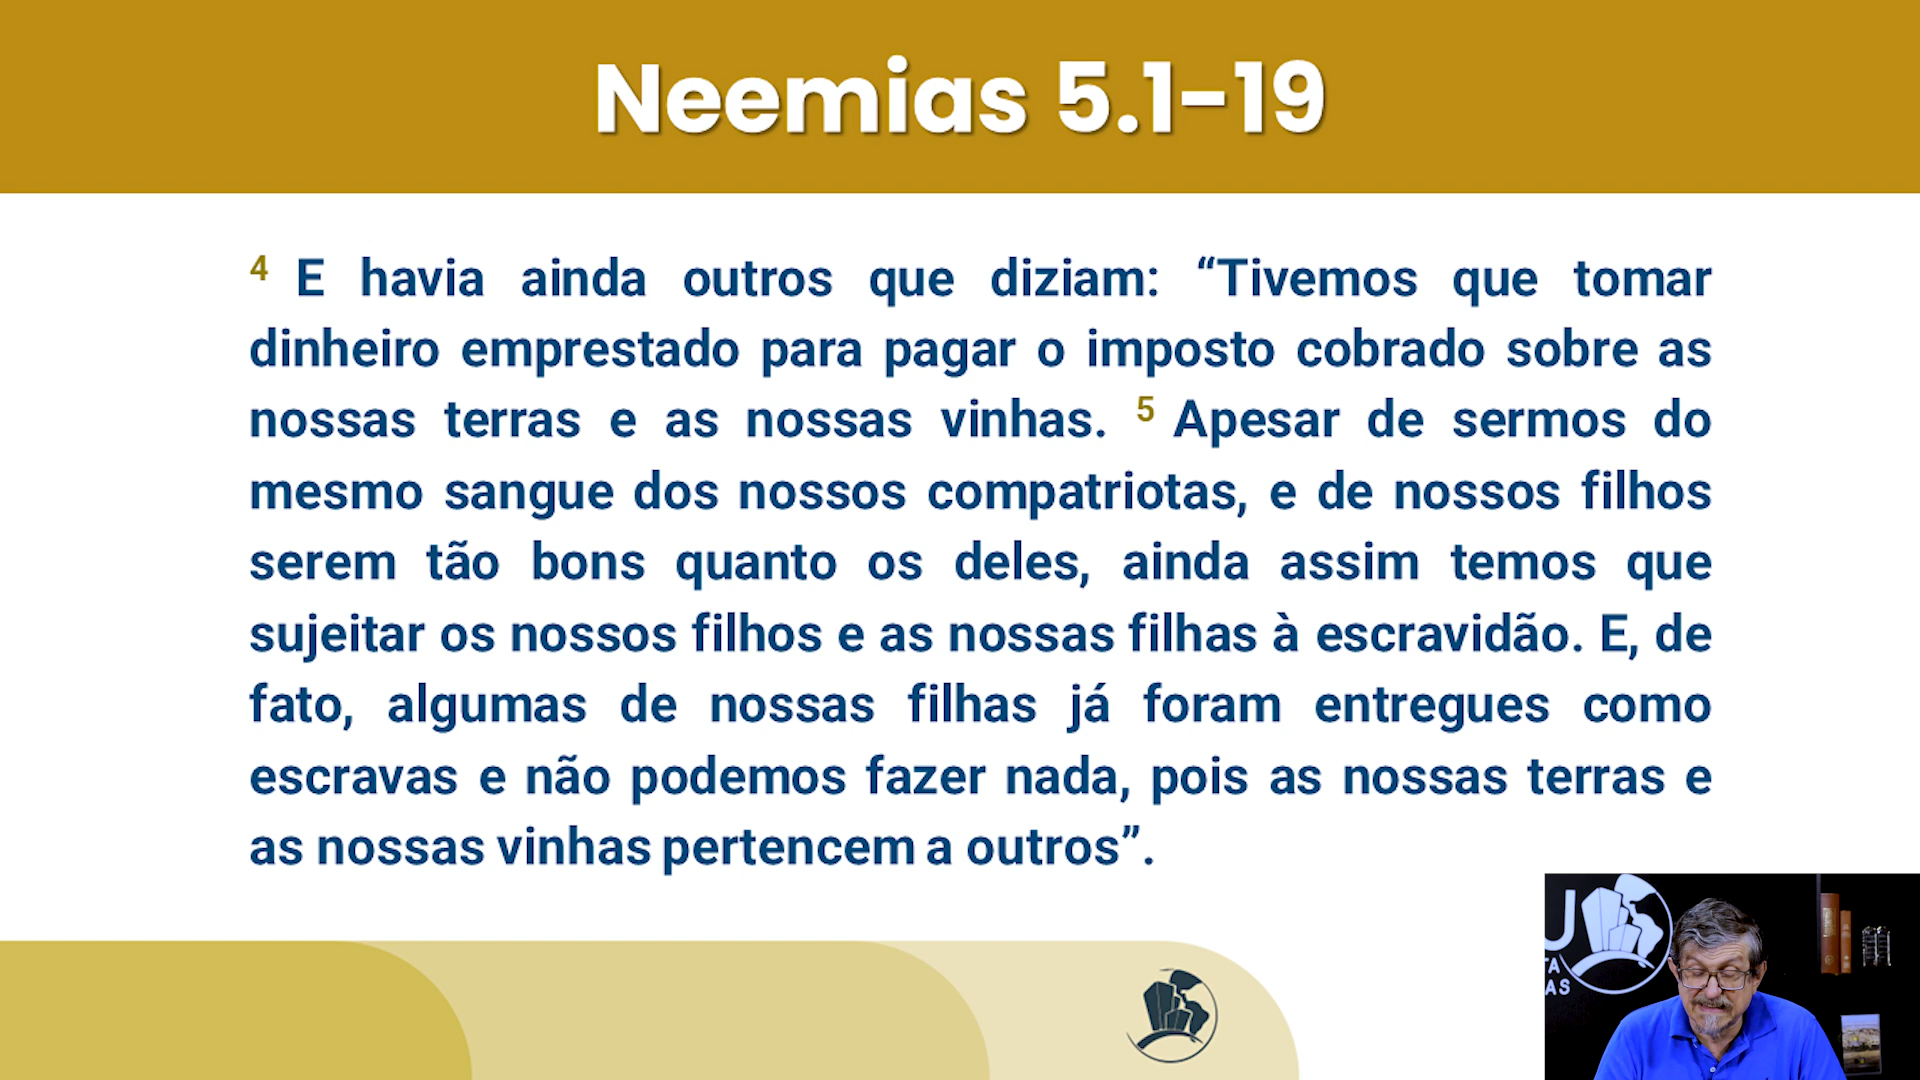 Neemias 5.1-19
4 E havia ainda outros que diziam: “Tivemos que tomar
dinheiro emprestado para pagar o imposto cobrado sobre as
nossas terras e as nossas vinhas. 5 Apesar de sermos do
mesmo sangue dos nossos compatriotas, e de nossos filhos
serem tão bons quanto os deles, ainda assim temos que
sujeitar os nossos filhos e as nossas filhas à escravidão. E, de
fato, algumas de nossas filhas já foram entregues como
escravas e não podemos fazer nada, pois as nossas terras e
as nossas vinhas pertencem a outros”.
U
TA
AS